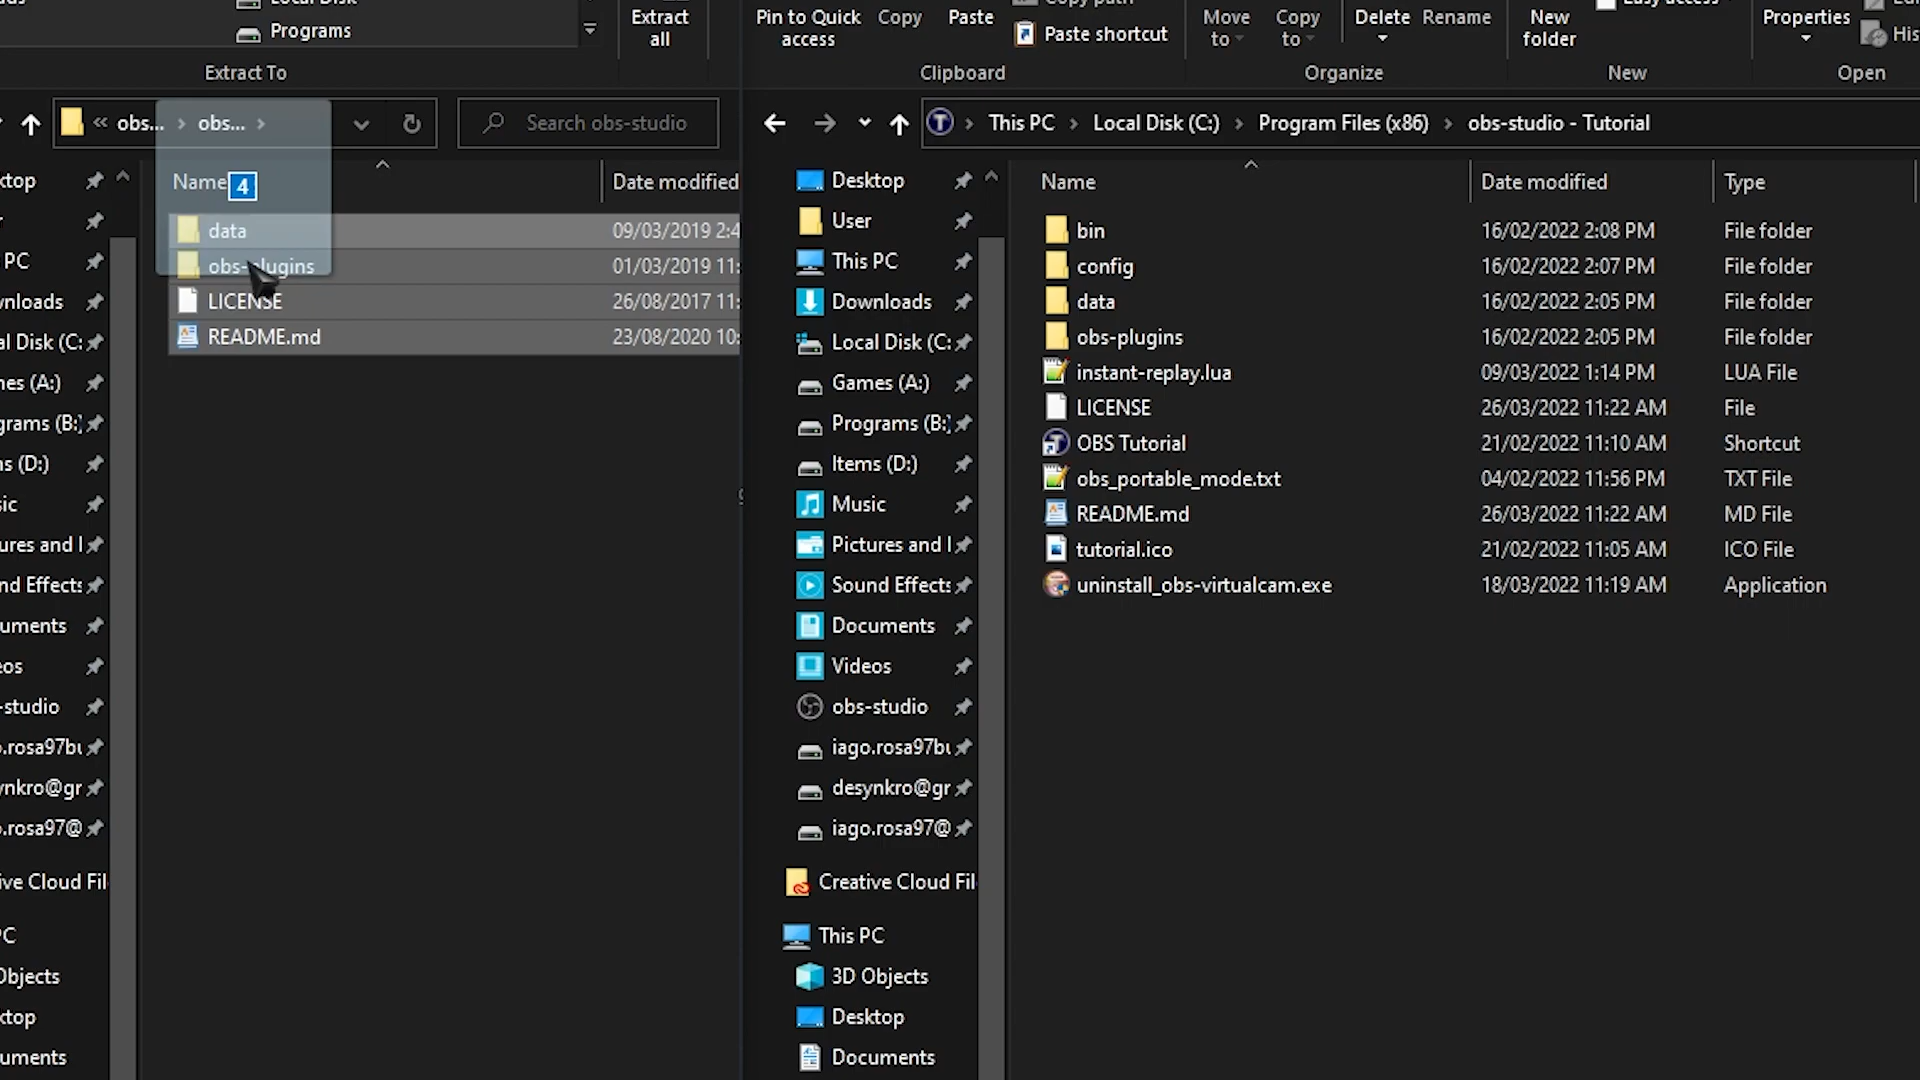 Programs
Extract To
Extract all
Pin to Quick access
Copy
Paste
Paste shortcut
Clipboard
Move to
Copy to
Organize
Delete
Rename
New folder
New
Properties
Open
obs... › obs... ›
Search obs-studio
Name
4
Date modified
data 09/03/2019 2:4
obs-plugins 01/03/2019 11:
LICENSE 26/08/2017 11:
README.md 23/08/2020 10:
This PC › Local Disk (C:) › Program Files (x86) › obs-studio - Tutorial
Desktop
User
This PC
Downloads
Local Disk (C:
Games (A:)
Programs (B:
Items (D:)
Music
Pictures and
Sound Effects
Documents
Videos
obs-studio
iago.rosa97bu
desynkro@gr
iago.rosa97@
Creative Cloud Fil
This PC
3D Objects
Desktop
Documents
Name Date modified Type
bin 16/02/2022 2:08 PM File folder
config 16/02/2022 2:07 PM File folder
data 16/02/2022 2:05 PM File folder
obs-plugins 16/02/2022 2:05 PM File folder
instant-replay.lua 09/03/2022 1:14 PM LUA File
LICENSE 26/03/2022 11:22 AM File
OBS Tutorial 21/02/2022 11:10 AM Shortcut
obs_portable_mode.txt 04/02/2022 11:56 PM TXT File
README.md 26/03/2022 11:22 AM MD File
tutorial.ico 21/02/2022 11:05 AM ICO File
uninstall_obs-virtualcam.exe 18/03/2022 11:19 AM Application